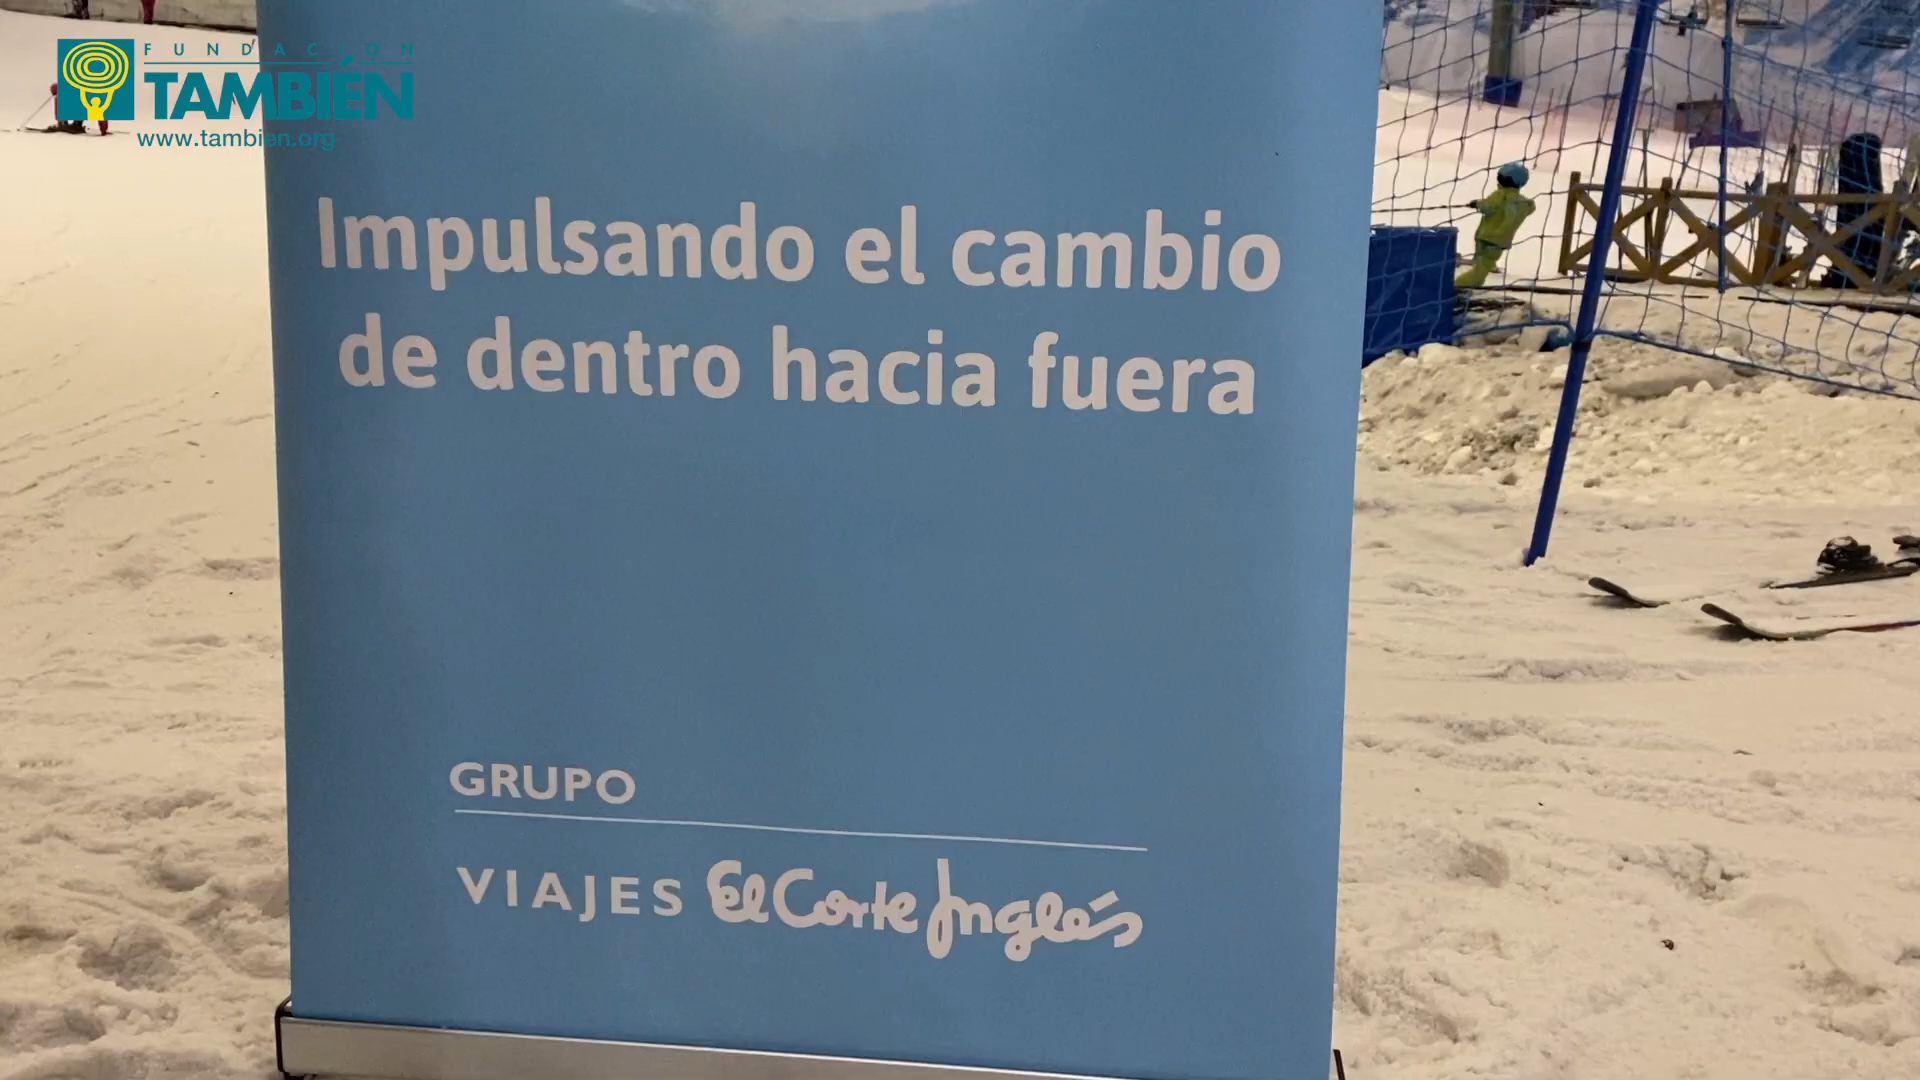 FUNDACIÓN
TAMBIÉN
www.tambien.org
Impulsando el cambio
de dentro hacia fuera
GRUPO
VIAJES El Corte Inglés